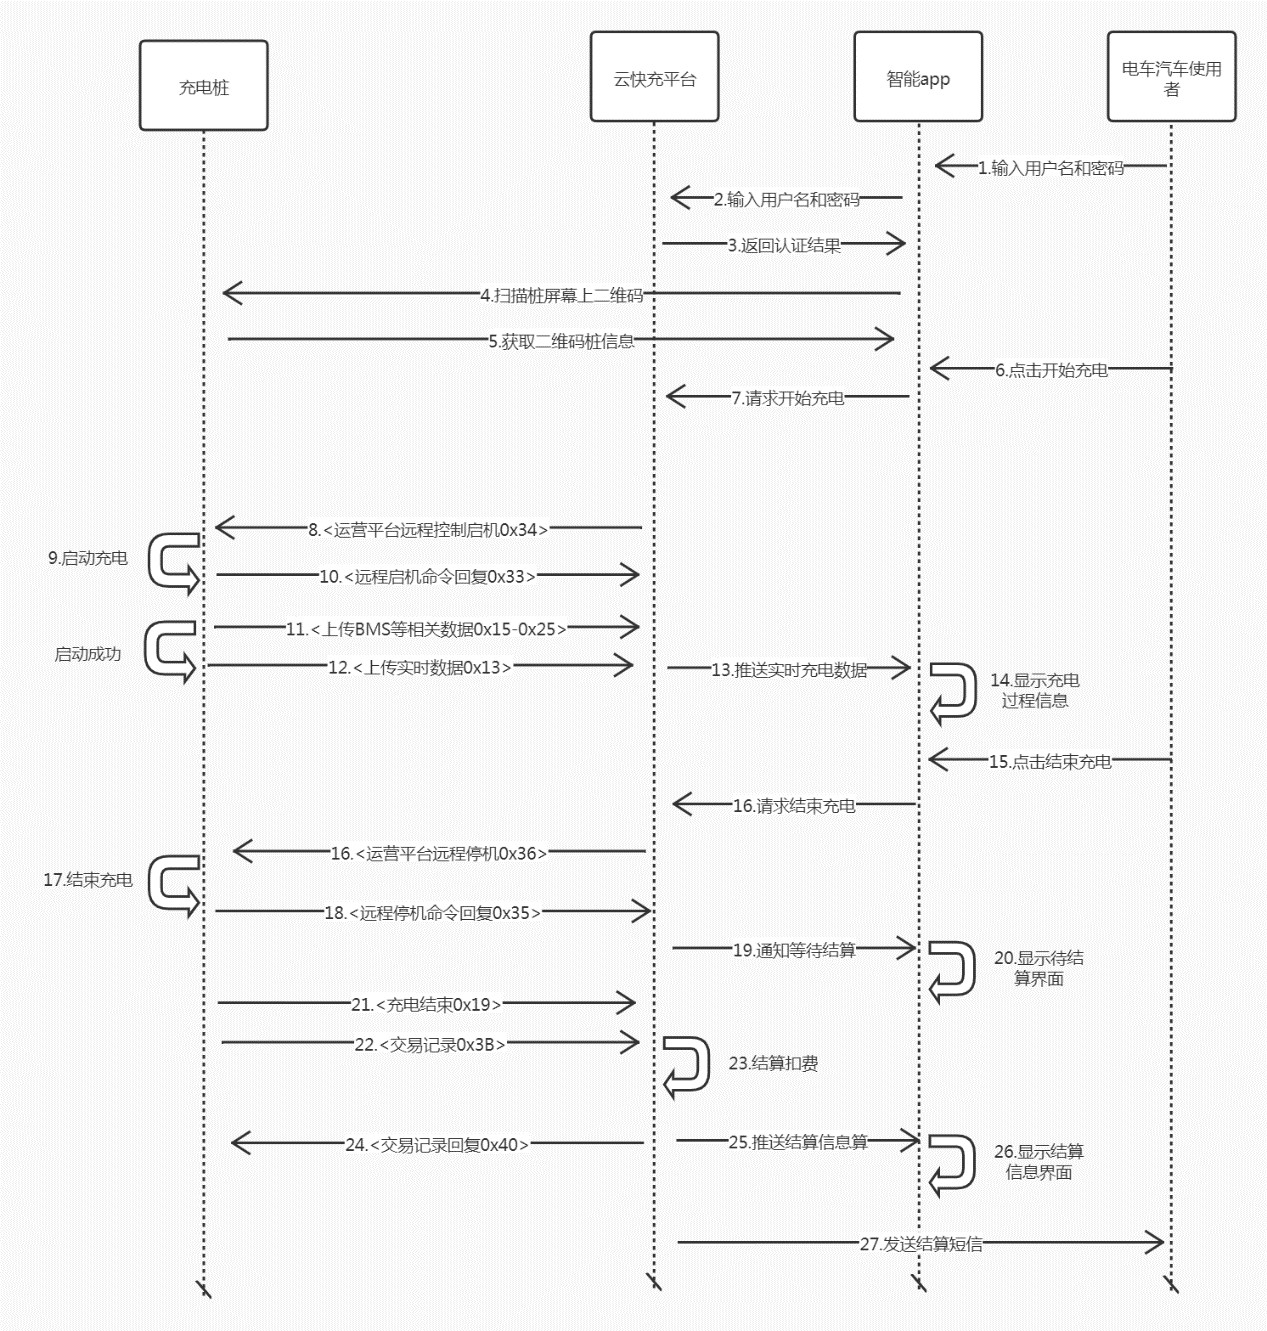 充电桩
云快充平台
智能app
电车汽车使用
者
1.输入用户名和密码
2.输入用户名和密码
3.返回认证结果
4.扫描桩屏幕上二维码
5.获取二维码桩信息
6.点击开始充电
7.请求开始充电
8.<运营平台远程控制启机0x34>
9.启动充电
10.<远程启机命令回复0x33>
11.<上传BMS等相关数据0x15-0x25>
启动成功
12.<上传实时数据0x13>
13.推送实时充电数据
14.显示充电
过程信息
15.点击结束充电
16.请求结束充电
16.<运营平台远程停机0x36>
17.结束充电
18.<远程停机命令回复0x35>
19.通知等待结算
20.显示待结
算界面
21.<充电结束0x19>
22.<交易记录0x3B>
23.结算扣费
24.<交易记录回复0x40>
25.推送结算信息算
26.显示结算
信息界面
27.发送结算短信